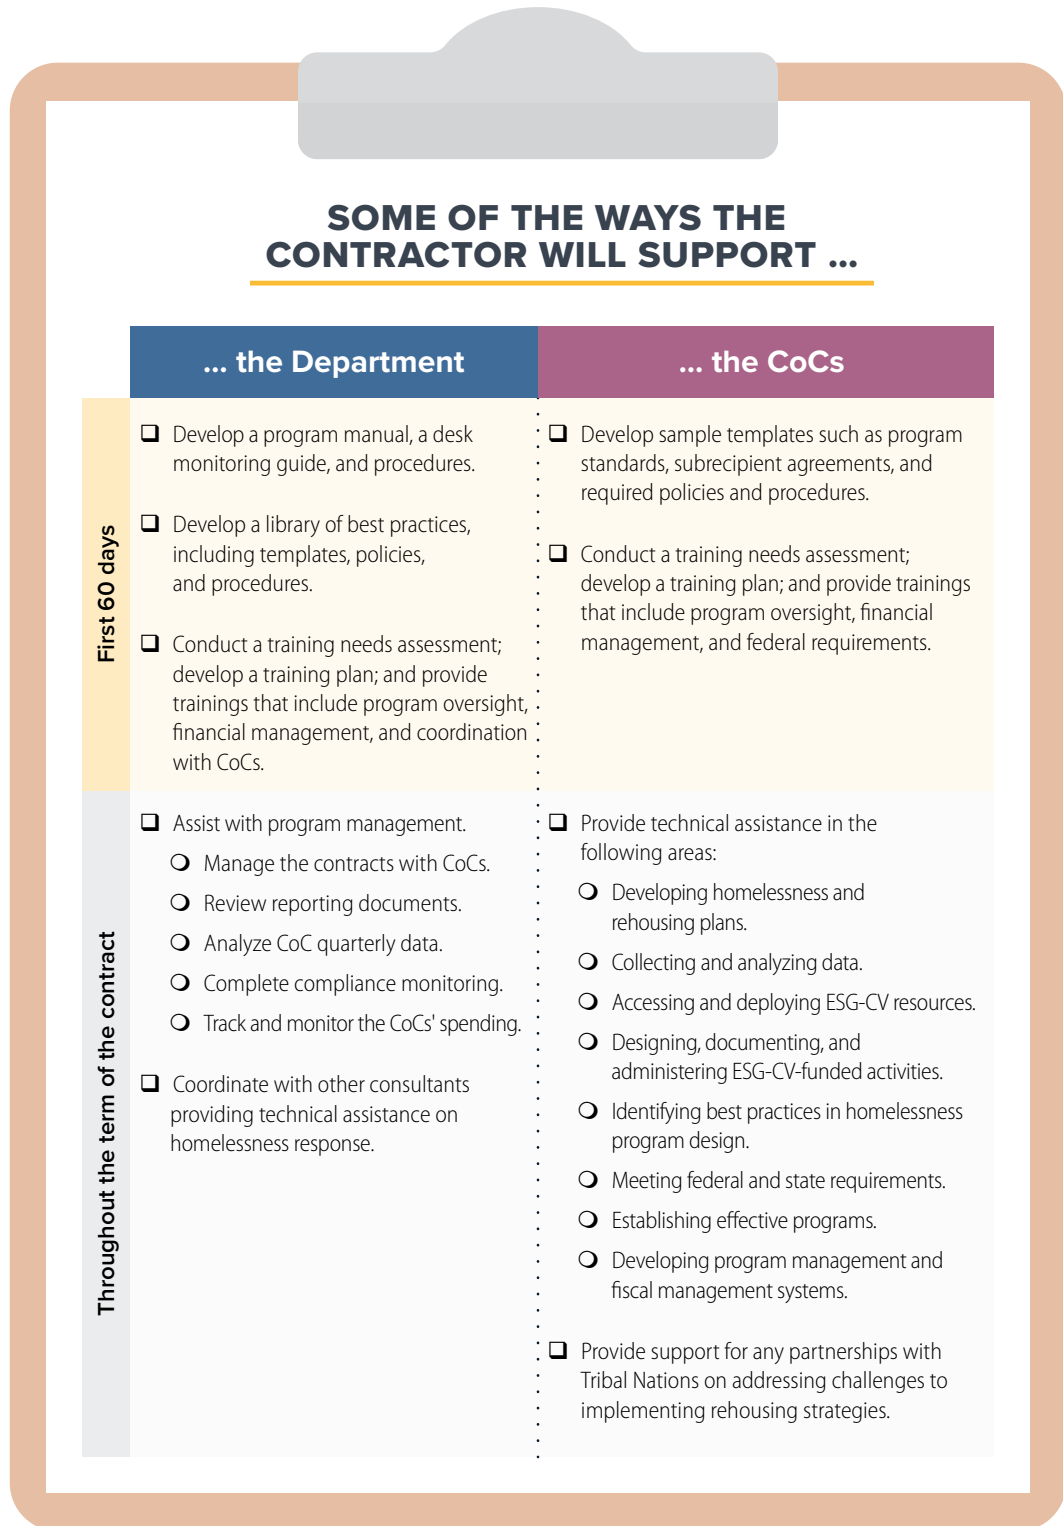 SOME OF THE WAYS THE
CONTRACTOR WILL SUPPORT ...
... the Department
... the CoCs
First 60 days
Develop a program manual, a desk
monitoring guide, and procedures.
Develop a library of best practices,
including templates, policies,
and procedures.
Conduct a training needs assessment;
develop a training plan; and provide
trainings that include program oversight,
financial management, and coordination
with CoCs.
Develop sample templates such as program
standards, subrecipient agreements, and
required policies and procedures.
Conduct a training needs assessment;
develop a training plan; and provide trainings
that include program oversight, financial
management, and federal requirements.
Throughout the term of the contract
Assist with program management.
Manage the contracts with CoCs.
Review reporting documents.
Analyze CoC quarterly data.
Complete compliance monitoring.
Track and monitor the CoCs' spending.
Coordinate with other consultants
providing technical assistance on
homelessness response.
Provide technical assistance in the
following areas:
Developing homelessness and
rehousing plans.
Collecting and analyzing data.
Accessing and deploying ESG-CV resources.
Designing, documenting, and
administering ESG-CV-funded activities.
Identifying best practices in homelessness
program design.
Meeting federal and state requirements.
Establishing effective programs.
Developing program management and
fiscal management systems.
Provide support for any partnerships with
Tribal Nations on addressing challenges to
implementing rehousing strategies.